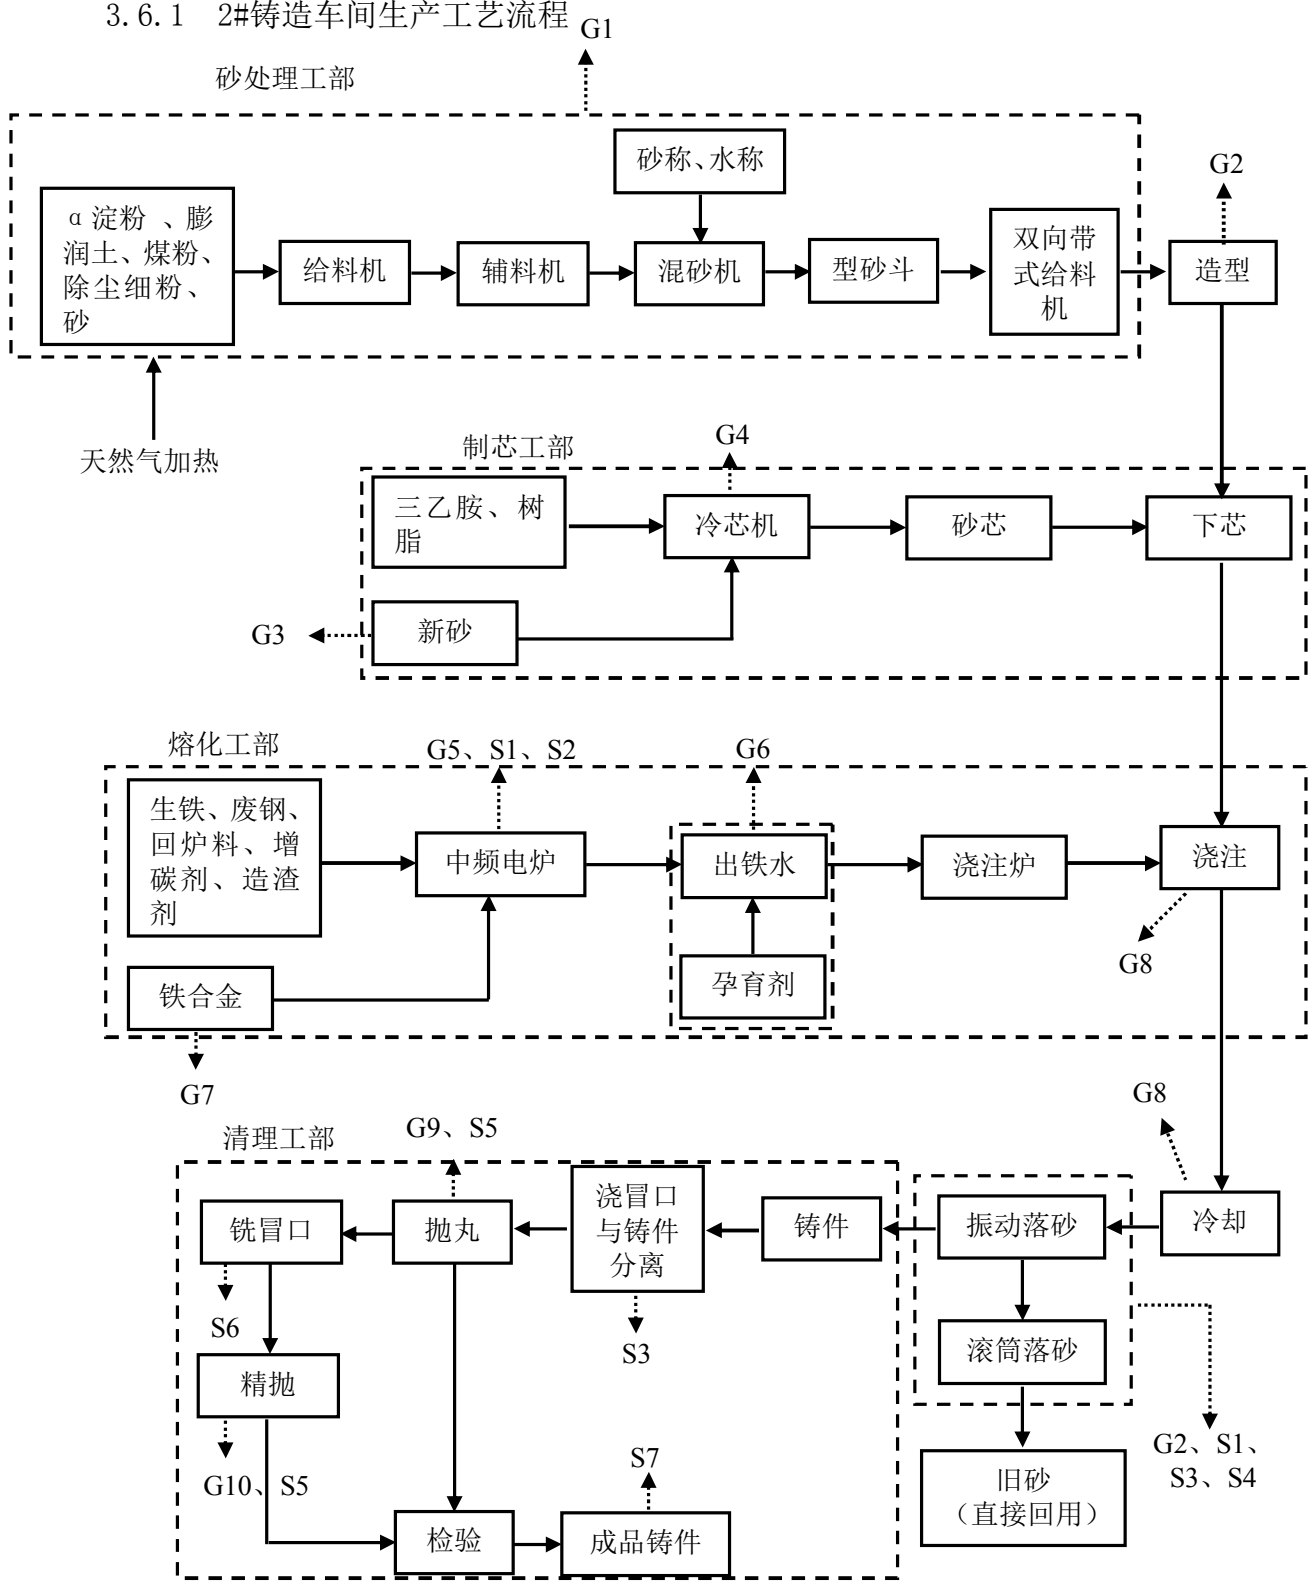 3.6.1 2#铸造车间生产工艺流程
G1
砂处理工部
砂称、水称
G2
α淀粉 、膨
润土、煤粉、
除尘细粉、
砂
给料机
辅料机
混砂机
型砂斗
双向带
式给料
机
造型
天然气加热
制芯工部
G4
三乙胺、树
脂
冷芯机
砂芯
下芯
G3
新砂
熔化工部
G5、S1、S2
G6
生铁、废钢、
回炉料、增
碳剂、造渣
剂
中频电炉
出铁水
浇注炉
浇注
G8
铁合金
孕育剂
G7
G8
清理工部
G9、S5
铣冒口
抛丸
浇冒口
与铸件
分离
铸件
振动落砂
冷却
S6
S3
滚筒落砂
精抛
G10、S5
S7
G2、S1、
S3、S4
旧砂
（直接回用）
检验
成品铸件